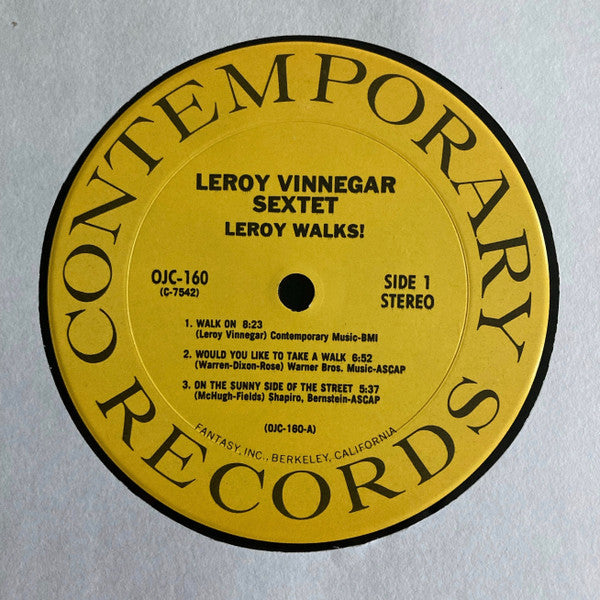 CONTEMPORARY
RECORDS
LEROY VINNEGAR
SEXTET
LEROY WALKS!
OJC-160
(C-7542)
SIDE 1
STEREO
1. WALK ON 8:23
(Leroy Vinnegar) Contemporary Music-BMI
2. WOULD YOU LIKE TO TAKE A WALK 6:52
(Warren-Dixon-Rose) Warner Bros. Music-ASCAP
3. ON THE SUNNY SIDE OF THE STREET 5:37
(McHugh-Fields) Shapiro, Bernstein-ASCAP
(OJC-160-A)
FANTASY, INC., BERKELEY, CALIFORNIA